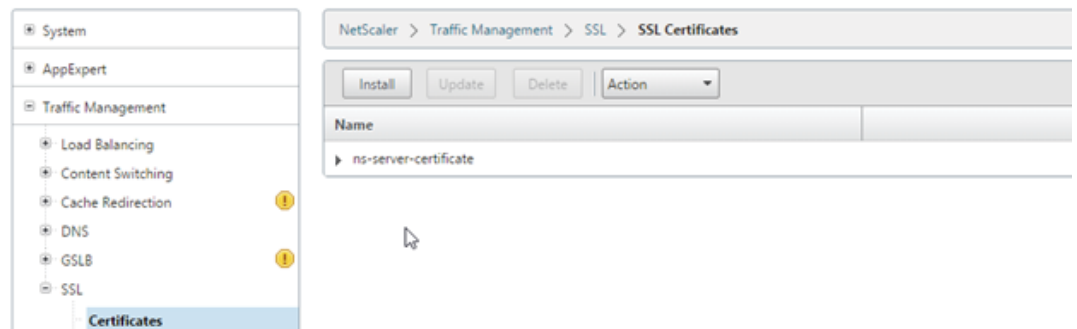 System
AppExpert
Traffic Management
Load Balancing
Content Switching
Cache Redirection
DNS
GSLB
SSL
Certificates
NetScaler > Traffic Management > SSL > SSL Certificates
Install Update Delete Action
Name
ns-server-certificate